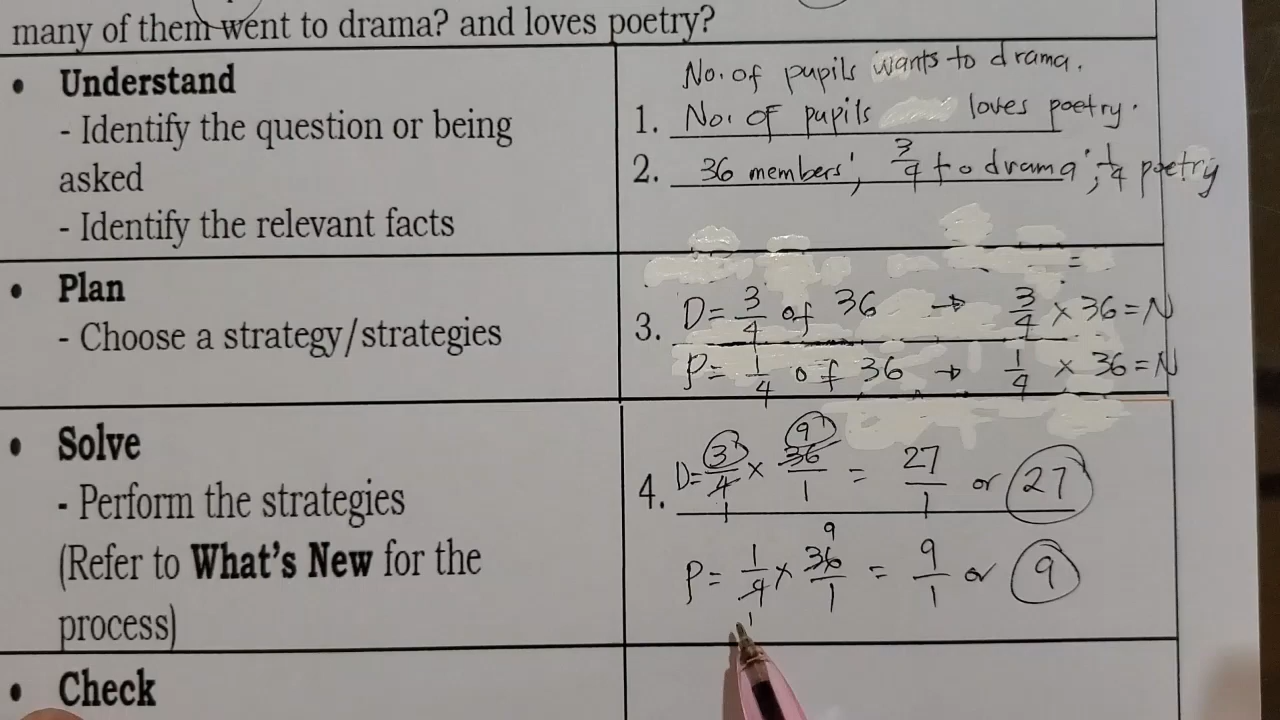 many of them went to drama? and loves poetry?
• Understand
- Identify the question or being
asked
- Identify the relevant facts
No. of pupils wants to drama.
1. No. of pupils loves poetry.
2. 36 members', 3/4 to drama', 1/4 poetry
• Plan
- Choose a strategy/strategies
=
3. D= 3/4 of 36 → 3/4 × 36 = N
P= 1/4 of 36 → 1/4 × 36 = N
• Solve
- Perform the strategies
(Refer to What's New for the
process)
9
4. D= 3/4 × 36/1 = 27/1 or 27
1
9
P= 1/4 × 36/1 = 9/1 or 9
1
• Check